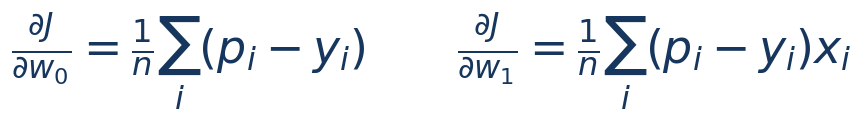 ∂J/∂w₀ = 1/n ∑ᵢ (pᵢ − yᵢ)    ∂J/∂w₁ = 1/n ∑ᵢ (pᵢ − yᵢ)xᵢ